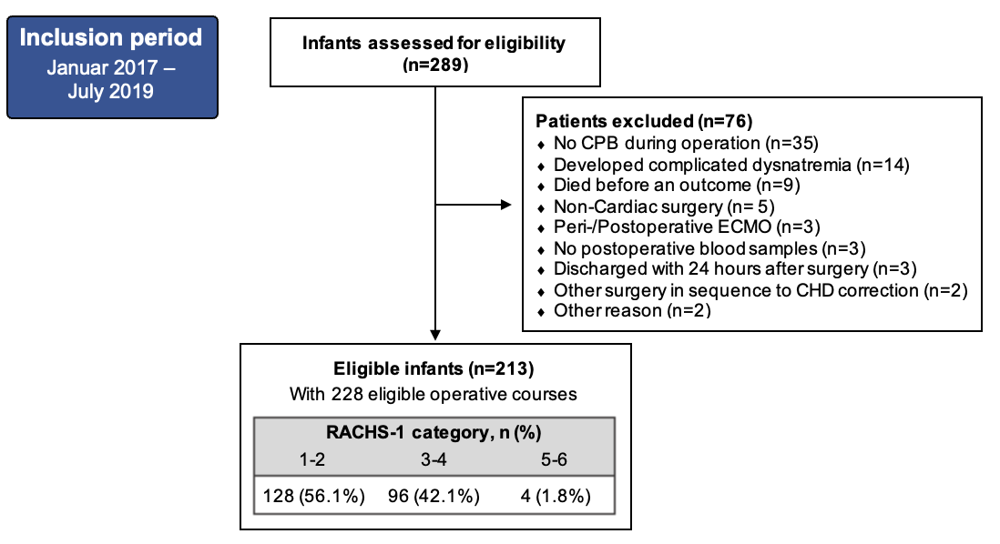 Inclusion period
Januar 2017 –
July 2019
Infants assessed for eligibility
(n=289)
Patients excluded (n=76)
♦ No CPB during operation (n=35)
♦ Developed complicated dysnatremia (n=14)
♦ Died before an outcome (n=9)
♦ Non-Cardiac surgery (n= 5)
♦ Peri-/Postoperative ECMO (n=3)
♦ No postoperative blood samples (n=3)
♦ Discharged with 24 hours after surgery (n=3)
♦ Other surgery in sequence to CHD correction (n=2)
♦ Other reason (n=2)
Eligible infants (n=213)
With 228 eligible operative courses
RACHS-1 category, n (%)
1-2 3-4 5-6
128 (56.1%) 96 (42.1%) 4 (1.8%)